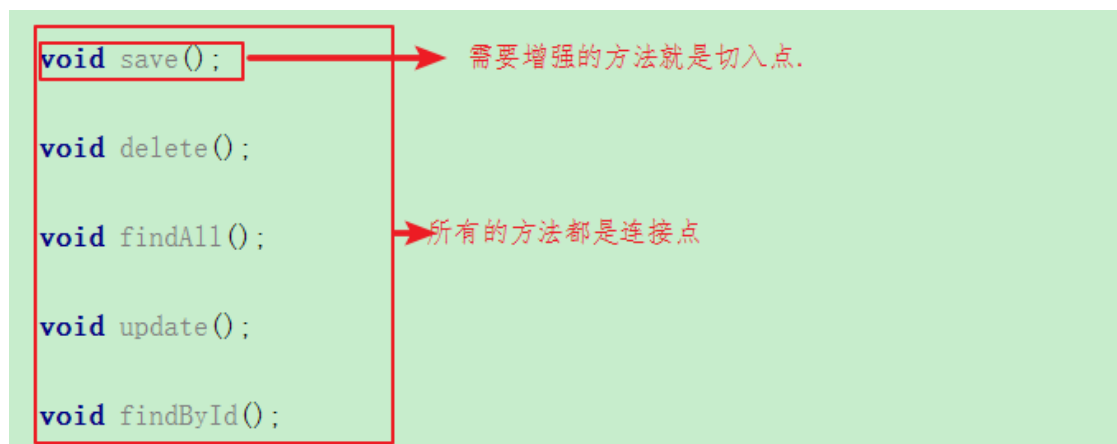 void save(); 需要增强的方法就是切入点.
void delete();
void findAll(); 所有的方法都是连接点
void update();
void findById();